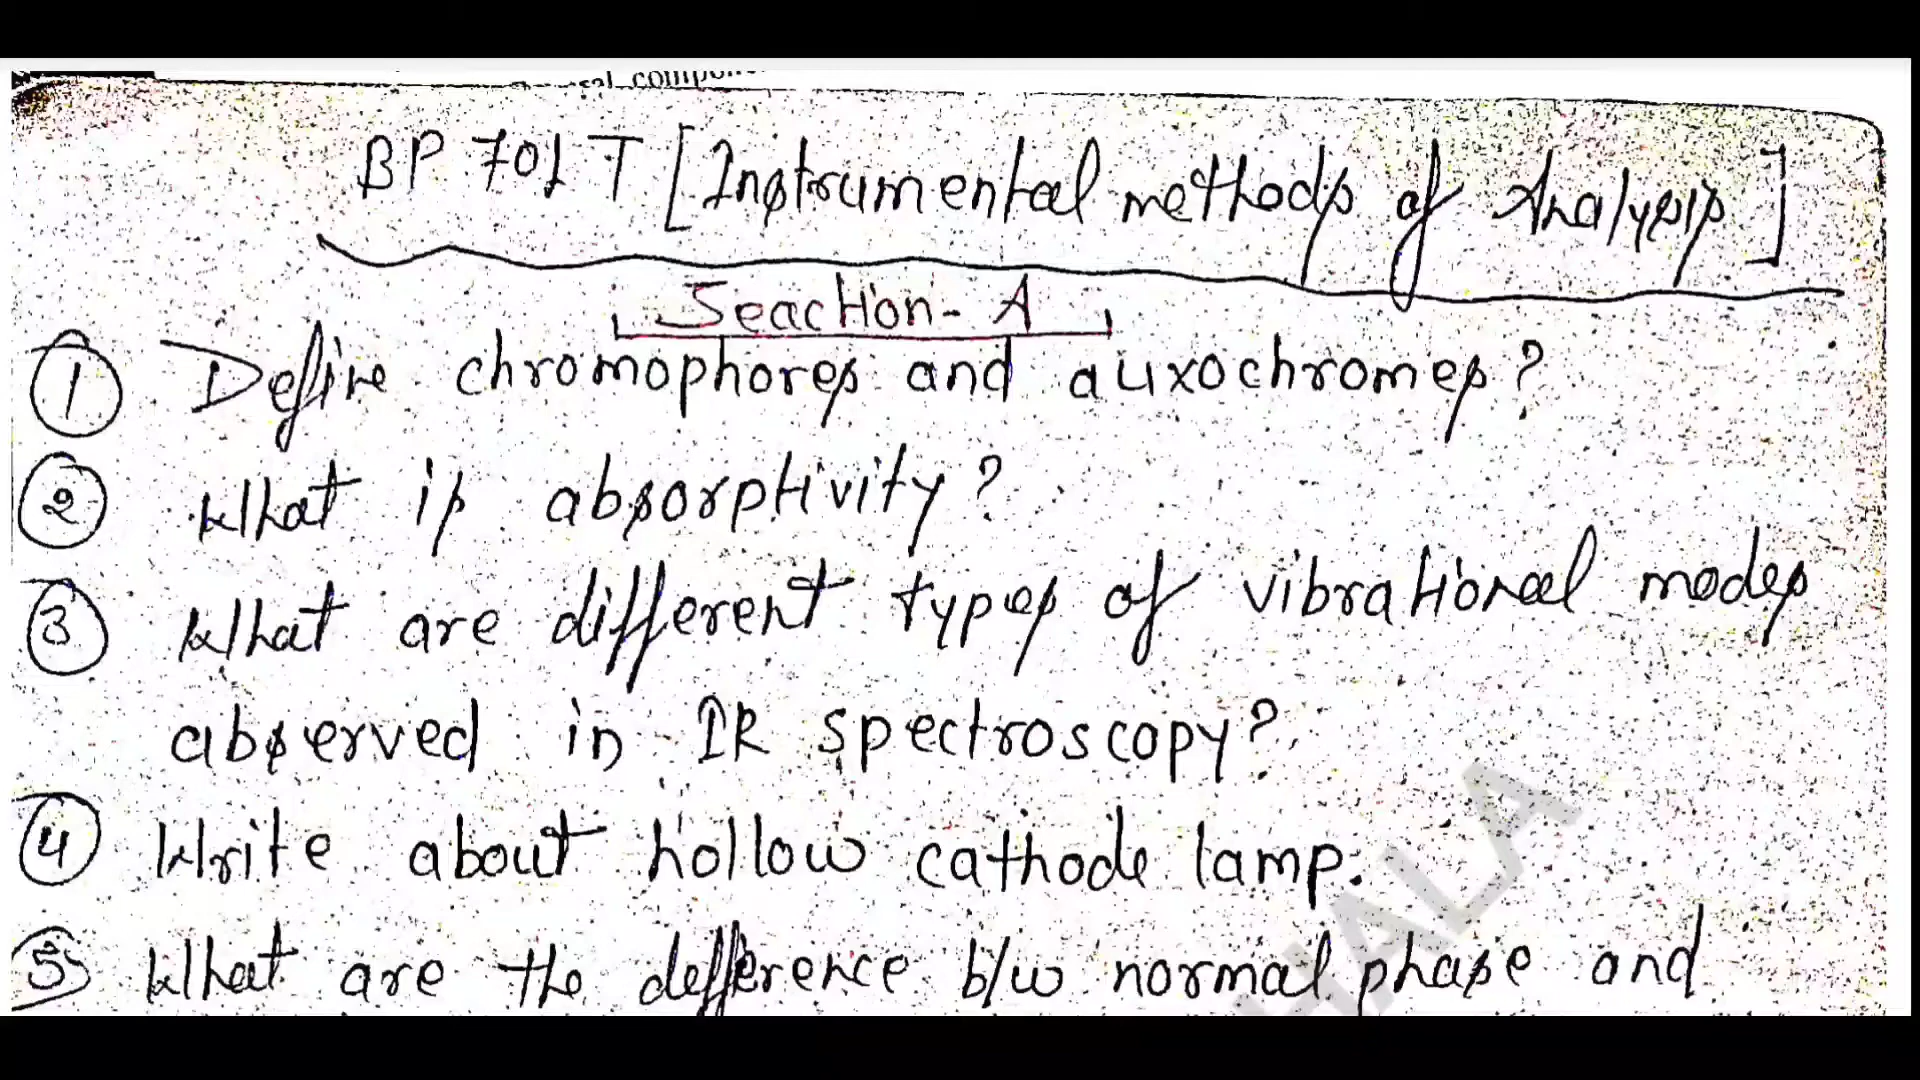 BP 701 T [Instrumental methods of Analysis]
Seaction - A
① Define chromophores and auxochromes?
② What is absorptivity?
③ What are different types of vibrational modes
observed in IR spectroscopy?
④ Write about hollow cathode lamp.
⑤ What are the defference b/w normal phase and
HALA